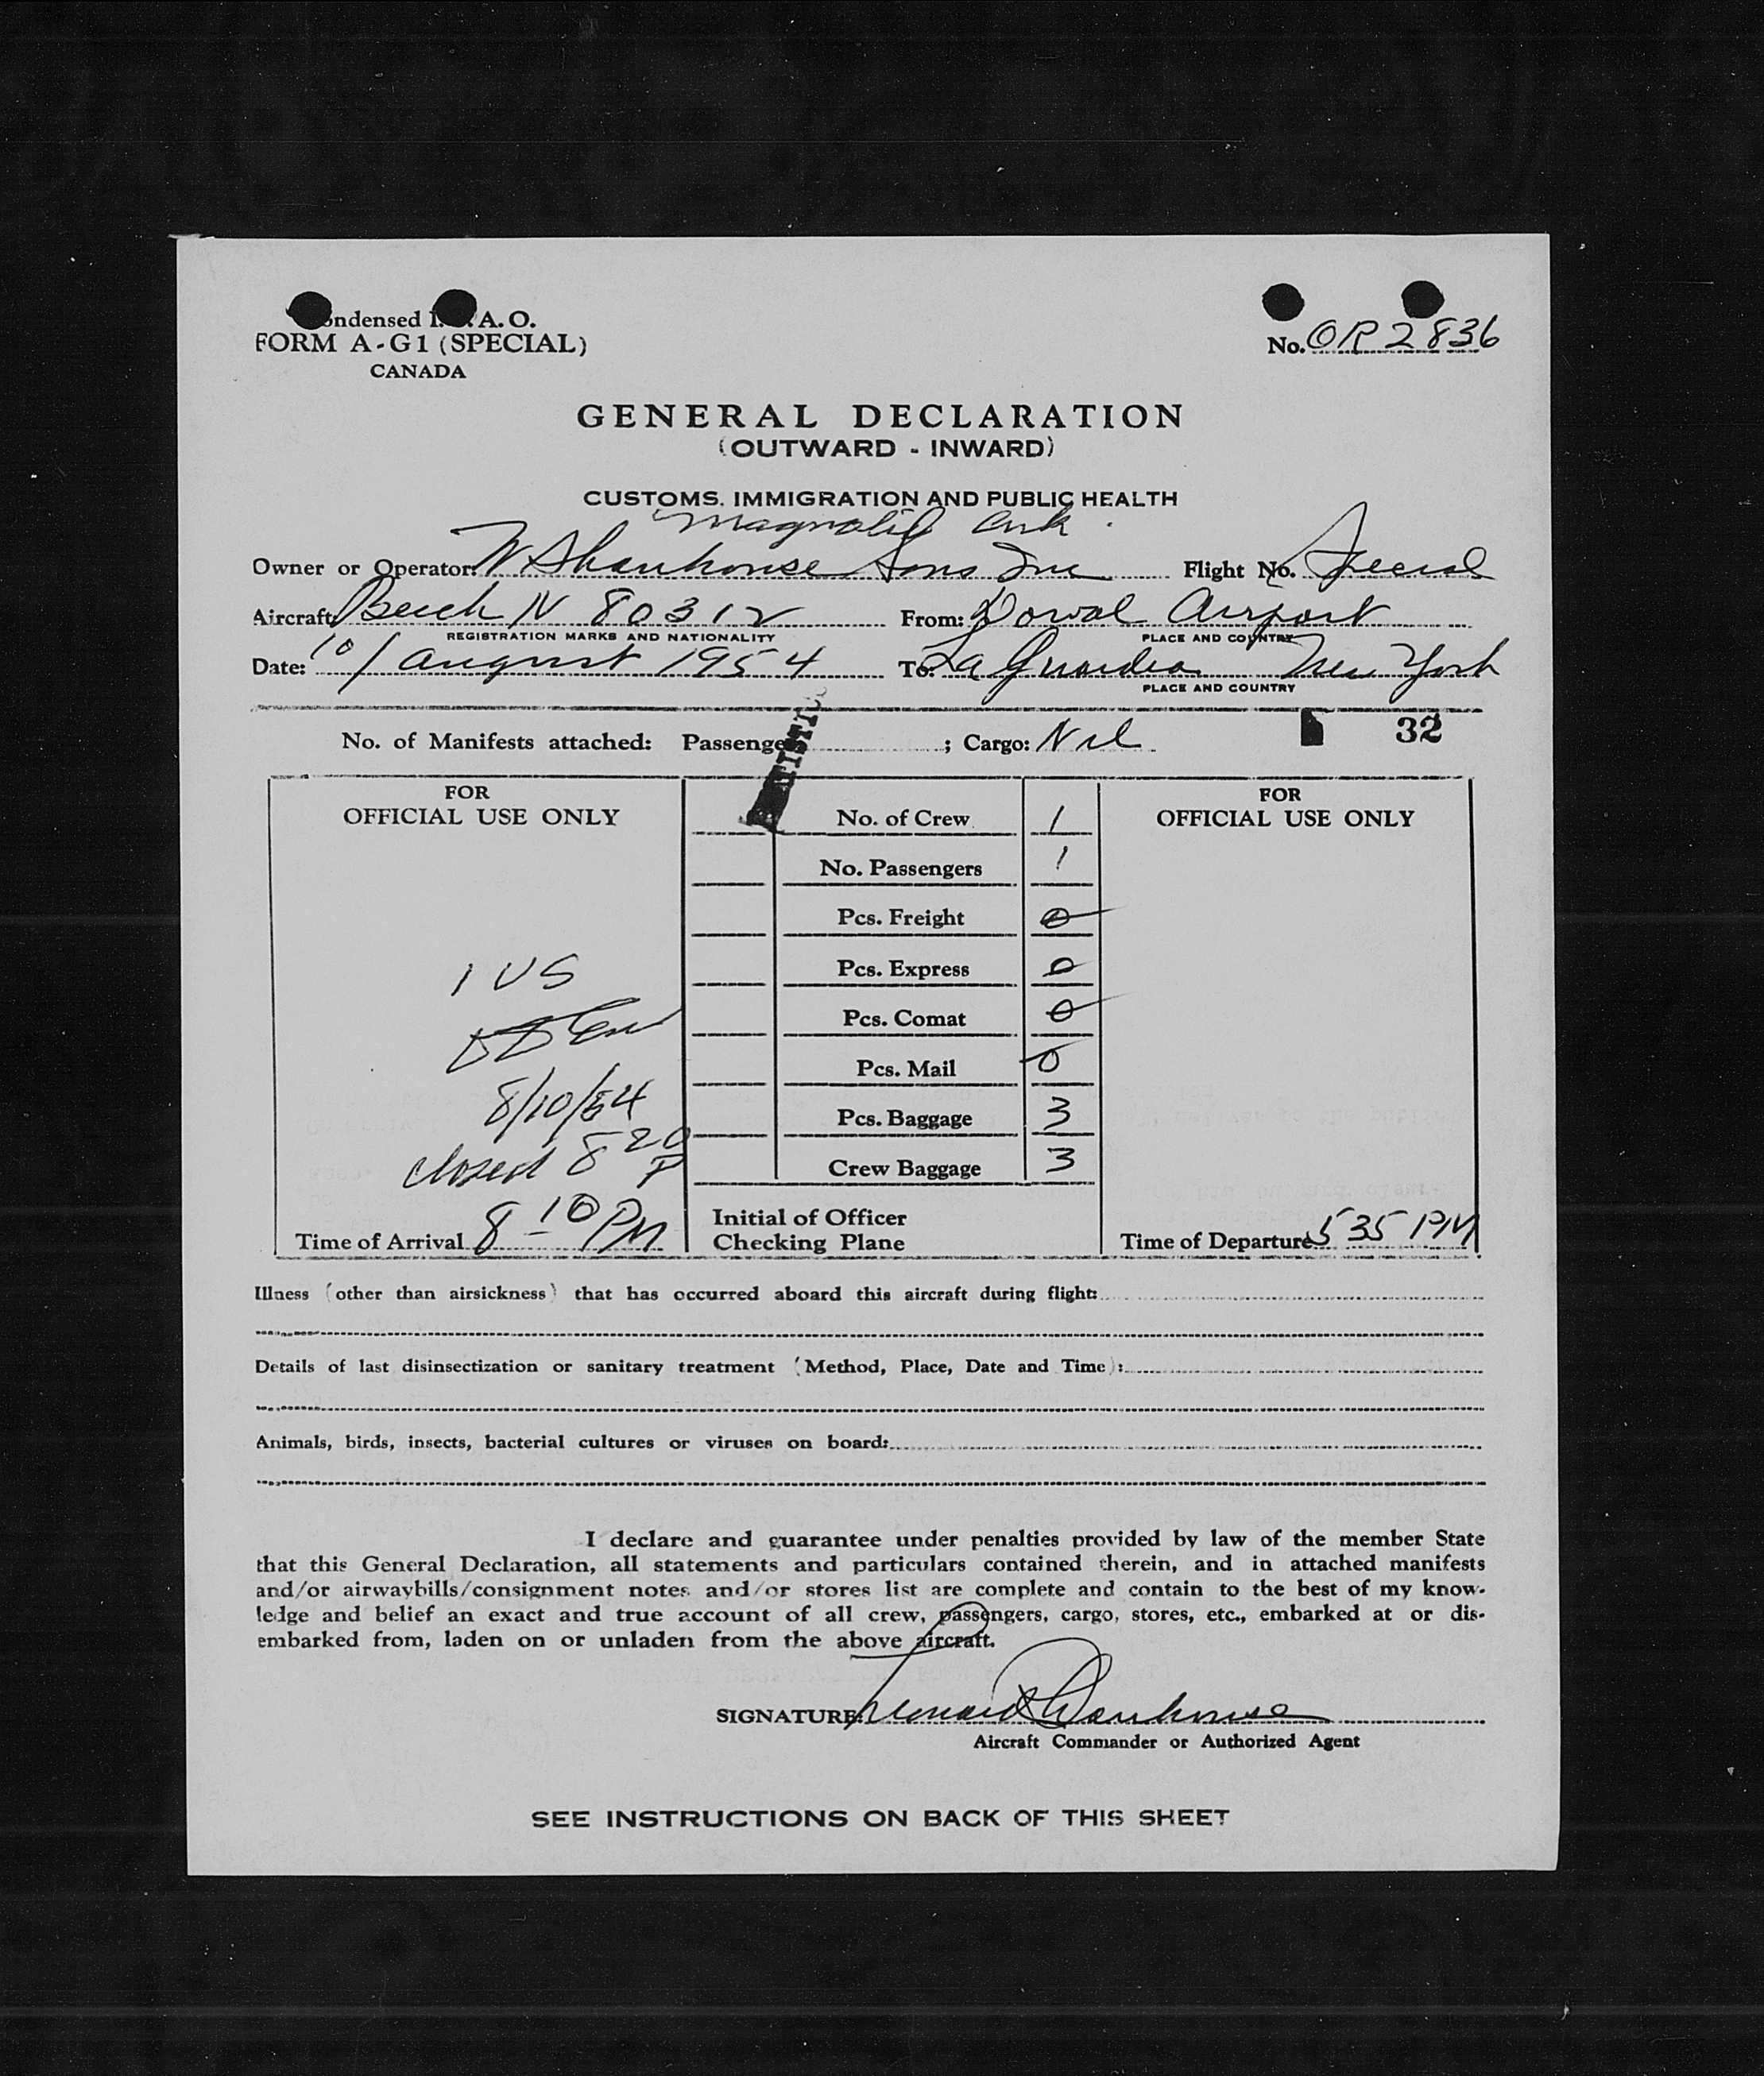 ondensed I. A. O.
FORM A-G1 (SPECIAL)
CANADA
No. OR 2836
GENERAL DECLARATION
(OUTWARD - INWARD)
CUSTOMS, IMMIGRATION AND PUBLIC HEALTH
Magnolia Ark.
Owner or Operator: W Shanhouse Sons Inc Flight No. Special
Aircraft: Beech N 80312 From: Dorval Airport
REGISTRATION MARKS AND NATIONALITY PLACE AND COUNTRY
Date: 10/ August 1954 To: La Guardia New York
PLACE AND COUNTRY
No. of Manifests attached: Passenger ; Cargo: Nil 32
FOR
OFFICIAL USE ONLY
1 US
8/10/54
closed 8 20 P
Time of Arrival 8 10 PM
No. of Crew 1
No. Passengers 1
Pcs. Freight 0
Pcs. Express 0
Pcs. Comat 0
Pcs. Mail 0
Pcs. Baggage 3
Crew Baggage 3
Initial of Officer
Checking Plane
FOR
OFFICIAL USE ONLY
Time of Departure 5 35 PM
Illness (other than airsickness) that has occurred aboard this aircraft during flight:
Details of last disinsectization or sanitary treatment (Method, Place, Date and Time):
Animals, birds, insects, bacterial cultures or viruses on board:
I declare and guarantee under penalties provided by law of the member State
that this General Declaration, all statements and particulars contained therein, and in attached manifests
and/or airwaybills/consignment notes and/or stores list are complete and contain to the best of my know-
ledge and belief an exact and true account of all crew, passengers, cargo, stores, etc., embarked at or dis-
embarked from, laden on or unladen from the above aircraft.
SIGNATURE: Leonard Shanhouse
Aircraft Commander or Authorized Agent
SEE INSTRUCTIONS ON BACK OF THIS SHEET